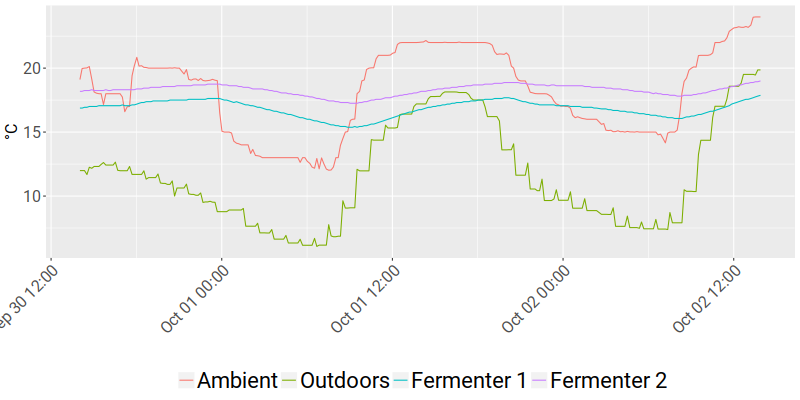 °C
20
15
10
ep 30 12:00
Oct 01 00:00
Oct 01 12:00
Oct 02 00:00
Oct 02 12:00
Ambient Outdoors Fermenter 1 Fermenter 2